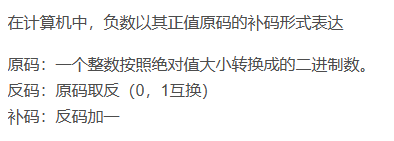 在计算机中，负数以其正值原码的补码形式表达
原码：一个整数按照绝对值大小转换成的二进制数。
反码：原码取反（0，1互换）
补码：反码加一